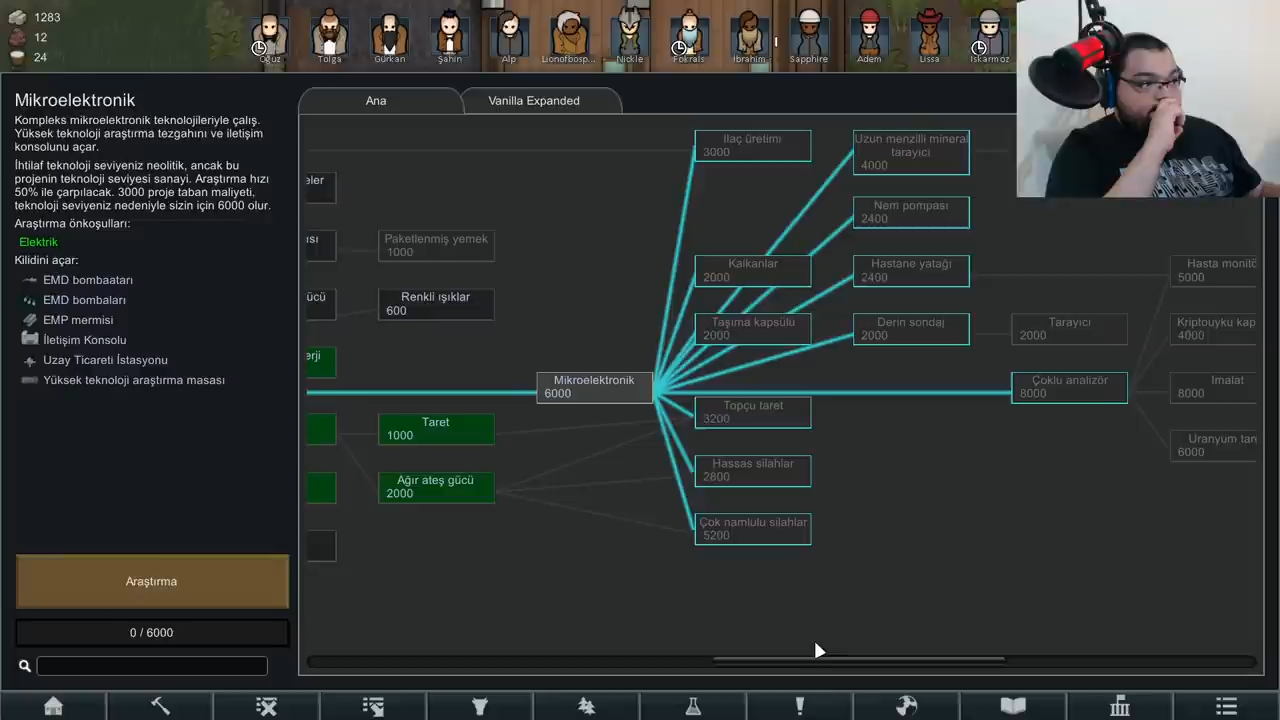 1283
12
24
Oğuz
Tolga
Gürkan
Şahin
Alp
Lionofbosp...
Nickle
Fokrals
İbrahim
Sapphire
Adem
Lissa
İskarmoz
Mikroelektronik
Kompleks mikroelektronik teknolojileriyle çalış.
Yüksek teknoloji araştırma tezgahını ve iletişim
konsolunu açar.
İhtilaf teknoloji seviyeniz neolitik, ancak bu
projenin teknoloji seviyesi sanayi. Araştırma hızı
50% ile çarpılacak. 3000 proje taban maliyeti,
teknoloji seviyeniz nedeniyle sizin için 6000 olur.
Araştırma önkoşulları:
Elektrik
Kilidini açar:
EMD bombaatarı
EMD bombaları
EMP mermisi
İletişim Konsolu
Uzay Ticareti İstasyonu
Yüksek teknoloji araştırma masası
Araştırma
0 / 6000
Ana
Vanilla Expanded
eler
ısı
ücü
erji
Paketlenmiş yemek
1000
Renkli ışıklar
600
Taret
1000
Ağır ateş gücü
2000
Mikroelektronik
6000
İlaç üretimi
3000
Kalkanlar
2000
Taşıma kapsülü
2000
Topçu taret
3200
Hassas silahlar
2800
Çok namlulu silahlar
5200
Uzun menzilli mineral
tarayıcı
4000
Nem pompası
2400
Hastane yatağı
2400
Derin sondaj
2000
Tarayıcı
2000
Çoklu analizör
8000
Hasta monitö
5000
Kriptouyku kap
4000
İmalat
8000
Uranyum tar
6000